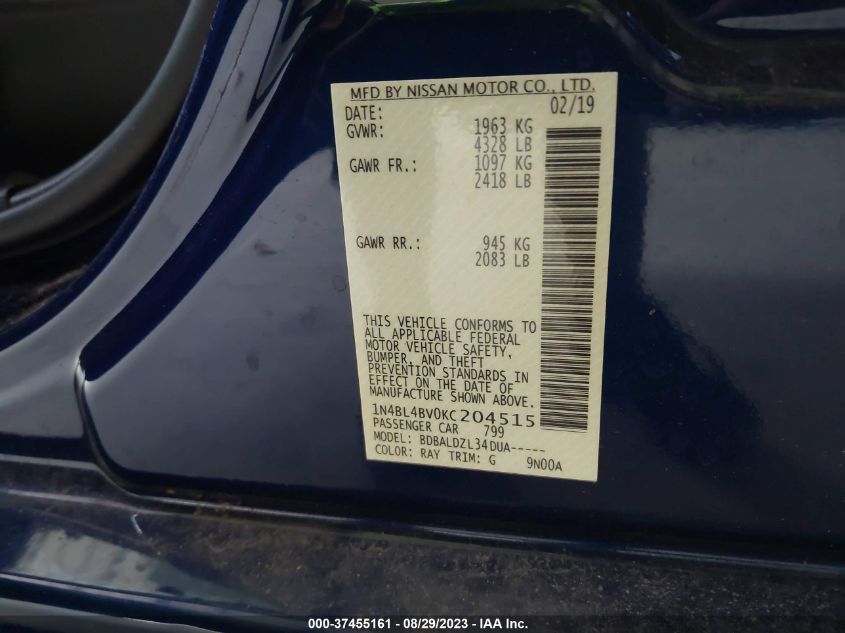 MFD BY NISSAN MOTOR CO., LTD.
DATE: 02/19
GVWR: 1963 KG
4328 LB
GAWR FR.: 1097 KG
2418 LB
GAWR RR.: 945 KG
2083 LB
THIS VEHICLE CONFORMS TO
ALL APPLICABLE FEDERAL
MOTOR VEHICLE SAFETY,
BUMPER, AND THEFT
PREVENTION STANDARDS IN
EFFECT ON THE DATE OF
MANUFACTURE SHOWN ABOVE.
1N4BL4BV0KC204515
PASSENGER CAR 799
MODEL: BDBALDZL34DUA-----
COLOR: RAY TRIM: G 9N00A
000-37455161 - 08/29/2023 - IAA Inc.